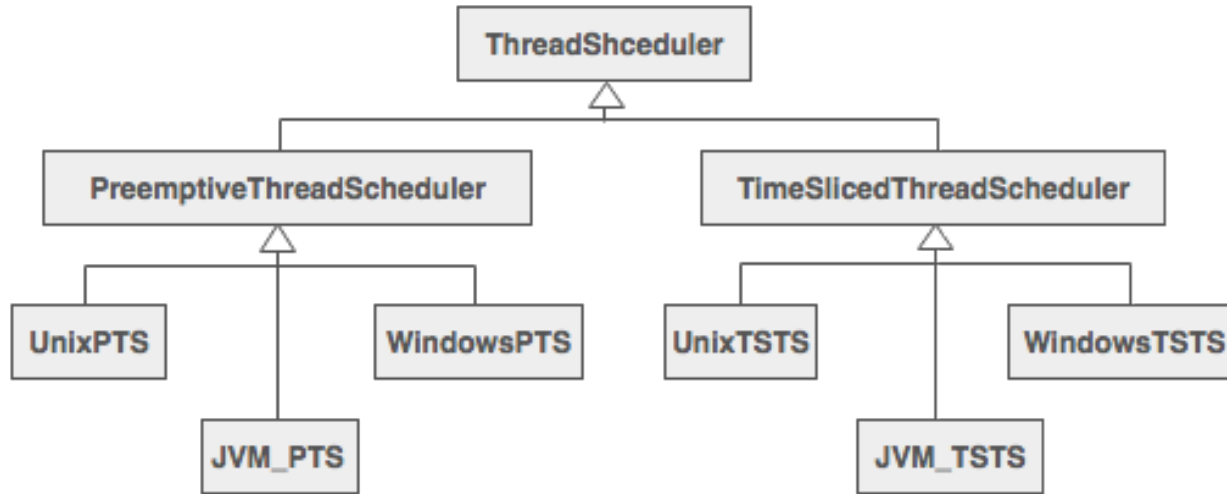 ThreadShceduler
PreemptiveThreadScheduler
TimeSlicedThreadScheduler
UnixPTS
WindowsPTS
UnixTSTS
WindowsTSTS
JVM_PTS
JVM_TSTS